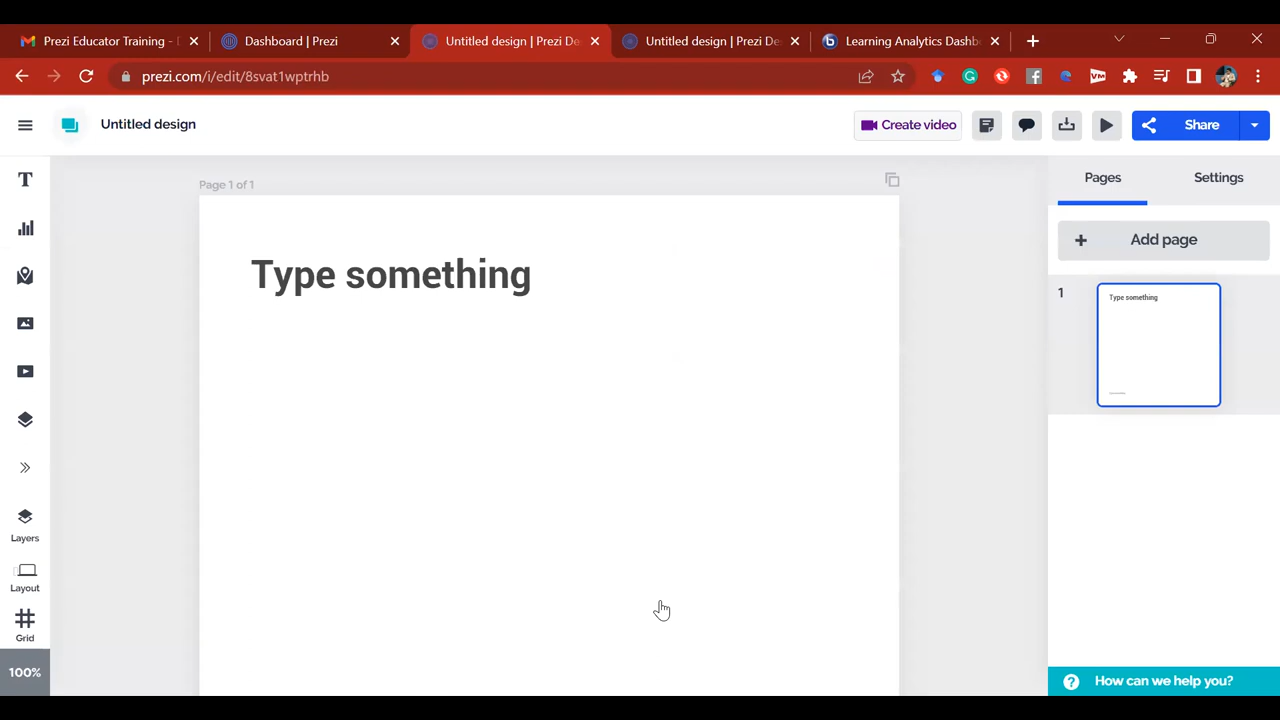 Prezi Educator Training -
Dashboard | Prezi
Untitled design | Prezi De
Untitled design | Prezi De
Learning Analytics Dashb
prezi.com/i/edit/8svat1wptrhb
VM
Untitled design
Create video
Share
Page 1 of 1
Type something
Pages
Settings
+ Add page
1
Type something
Layers
Layout
Grid
100%
? How can we help you?